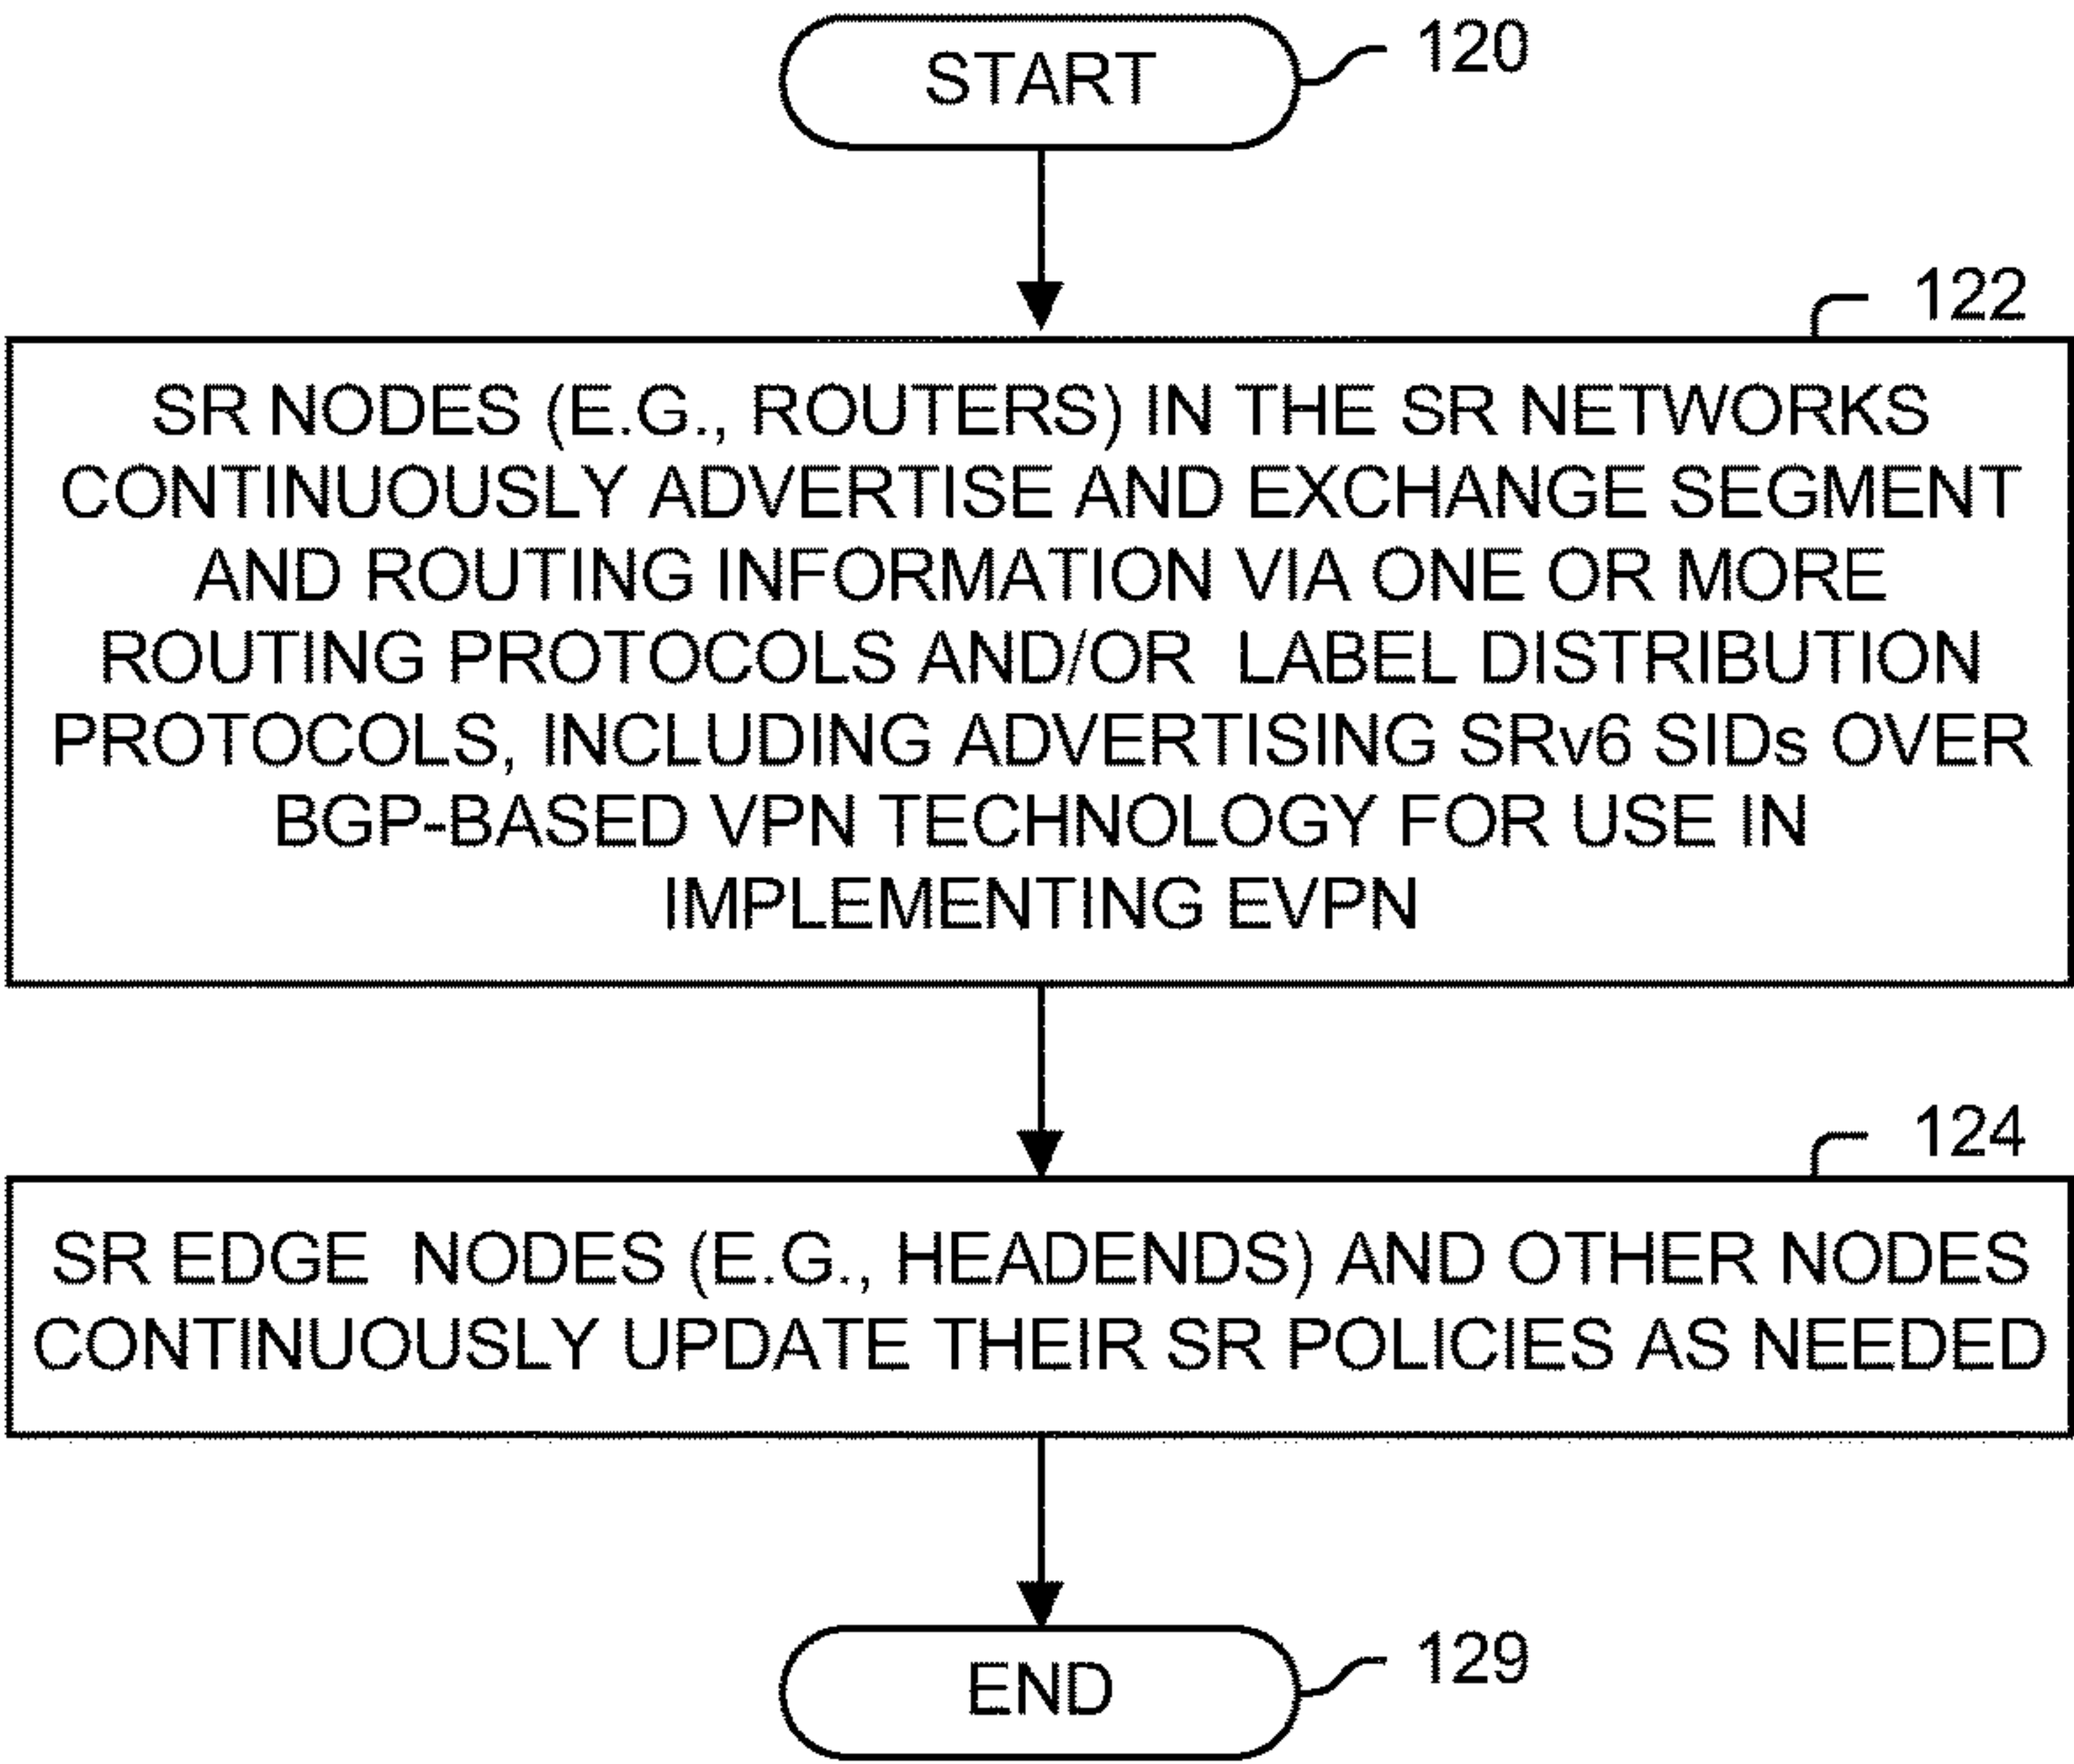 START
120
122
SR NODES (E.G., ROUTERS) IN THE SR NETWORKS
CONTINUOUSLY ADVERTISE AND EXCHANGE SEGMENT
AND ROUTING INFORMATION VIA ONE OR MORE
ROUTING PROTOCOLS AND/OR LABEL DISTRIBUTION
PROTOCOLS, INCLUDING ADVERTISING SRv6 SIDs OVER
BGP-BASED VPN TECHNOLOGY FOR USE IN
IMPLEMENTING EVPN
124
SR EDGE NODES (E.G., HEADENDS) AND OTHER NODES
CONTINUOUSLY UPDATE THEIR SR POLICIES AS NEEDED
END
129